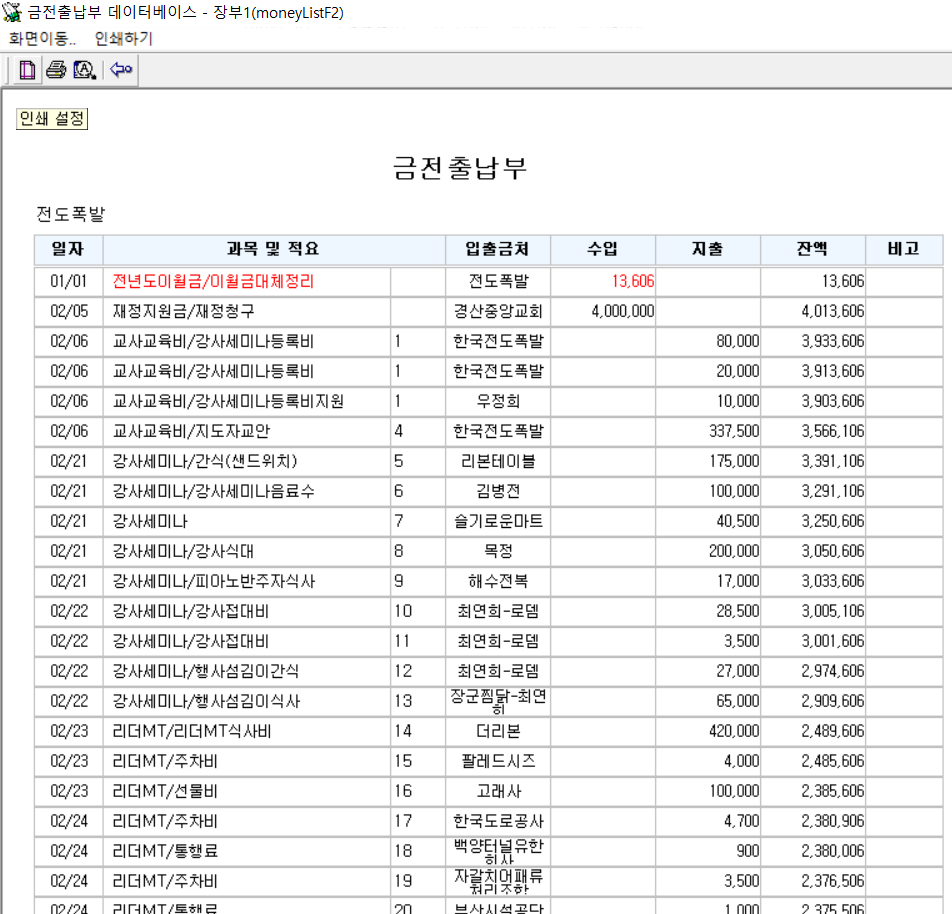 금전출납부 데이터베이스 - 장부1(moneyListF2)
화면이동.. 인쇄하기
인쇄 설정
금전출납부
전도폭발
일자 과목 및 적요 입출금처 수입 지출 잔액 비고
01/01 전년도이월금/이월금대체정리 전도폭발 13,606 13,606
02/05 재정지원금/재정청구 경산중앙교회 4,000,000 4,013,606
02/06 교사교육비/강사세미나등록비 1 한국전도폭발 80,000 3,933,606
02/06 교사교육비/강사세미나등록비 1 한국전도폭발 20,000 3,913,606
02/06 교사교육비/강사세미나등록비지원 1 우정희 10,000 3,903,606
02/06 교사교육비/지도자교안 4 한국전도폭발 337,500 3,566,106
02/21 강사세미나/간식(샌드위치) 5 리본테이블 175,000 3,391,106
02/21 강사세미나/강사세미나음료수 6 김병전 100,000 3,291,106
02/21 강사세미나 7 슬기로운마트 40,500 3,250,606
02/21 강사세미나/강사식대 8 목정 200,000 3,050,606
02/21 강사세미나/피아노반주자식사 9 해수전복 17,000 3,033,606
02/22 강사세미나/강사접대비 10 최연희-로뎀 28,500 3,005,106
02/22 강사세미나/강사접대비 11 최연희-로뎀 3,500 3,001,606
02/22 강사세미나/행사섬김이간식 12 최연희-로뎀 27,000 2,974,606
02/22 강사세미나/행사섬김이식사 13 장군찜닭-최연희 65,000 2,909,606
02/23 리더MT/리더MT식사비 14 더리본 420,000 2,489,606
02/23 리더MT/주차비 15 팔레드시즈 4,000 2,485,606
02/23 리더MT/선물비 16 고래사 100,000 2,385,606
02/24 리더MT/주차비 17 한국도로공사 4,700 2,380,906
02/24 리더MT/통행료 18 백양터널유한회사 900 2,380,006
02/24 리더MT/주차비 19 자갈치어패류처리조합 3,500 2,376,506
02/24 리더MT/통행료 20 부산시설공단 1,000 2,375,506